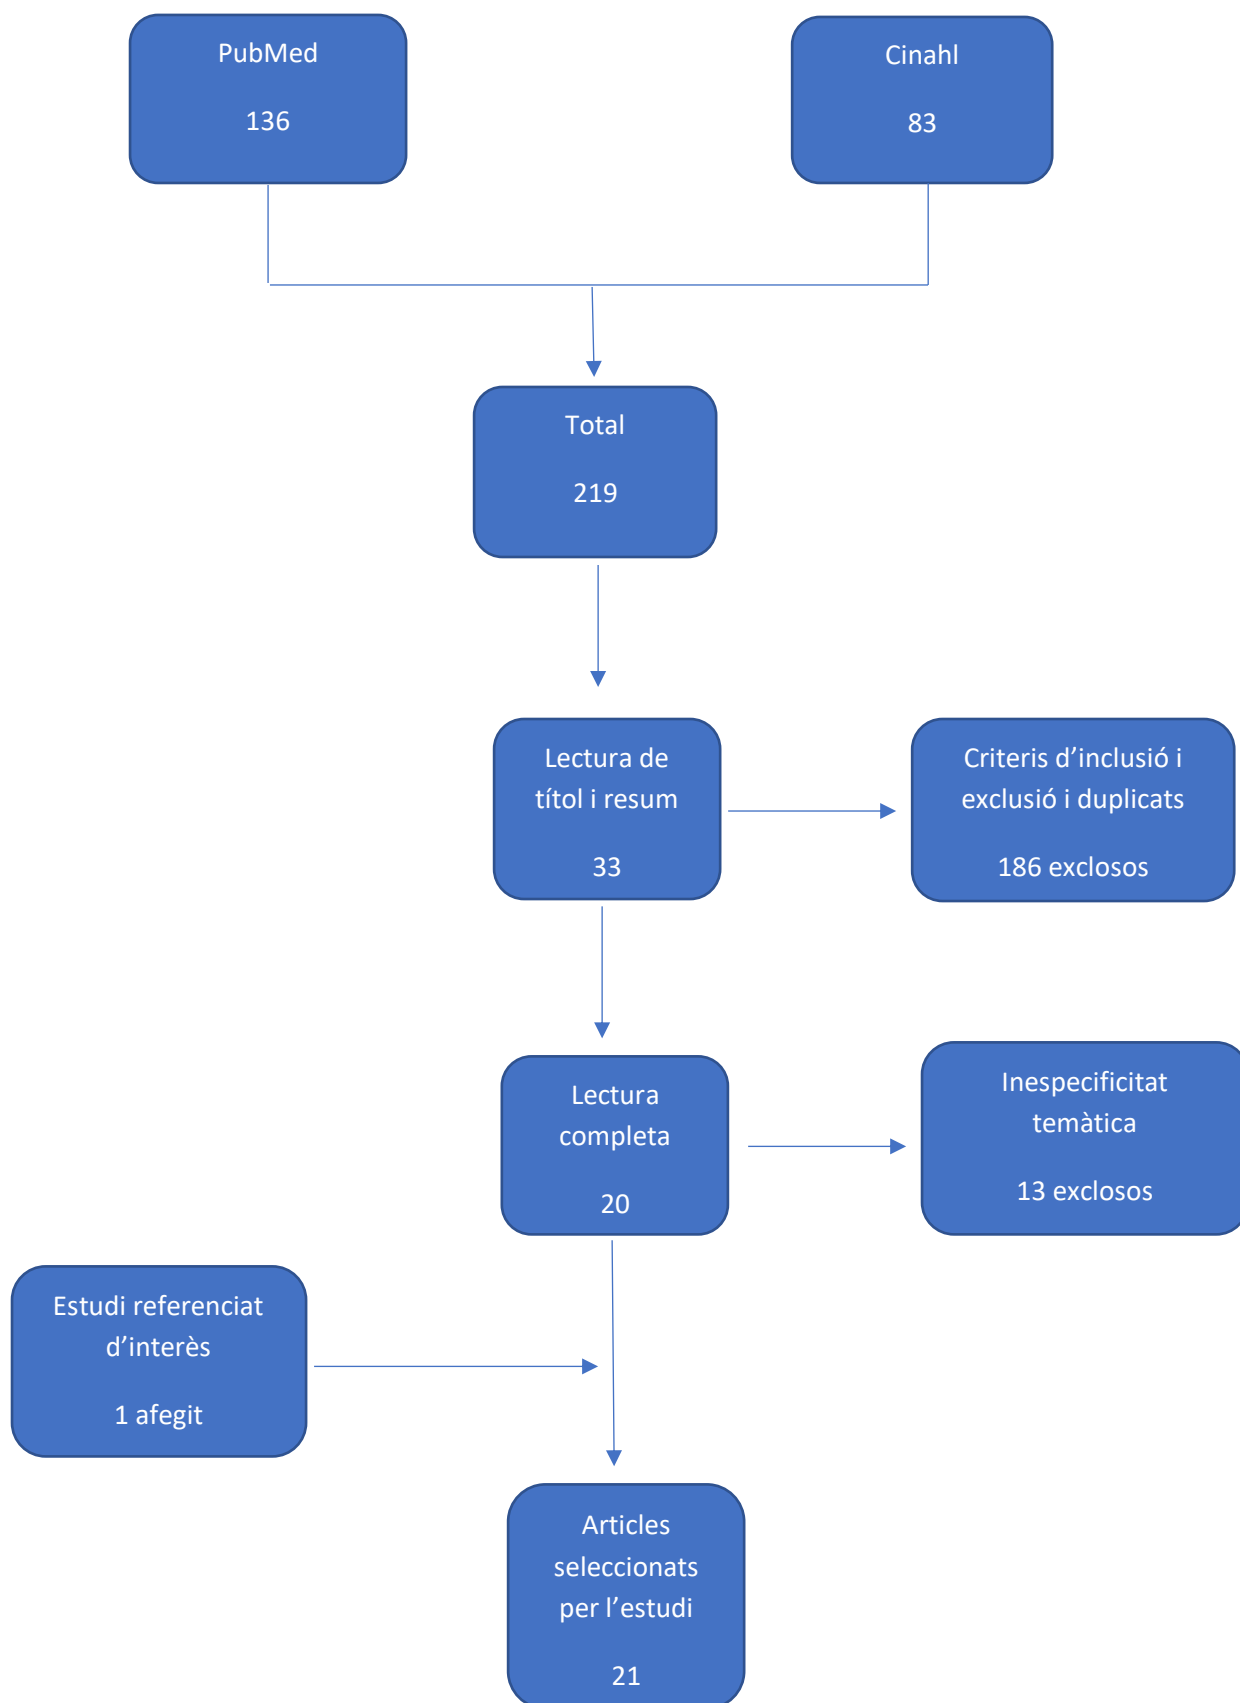 PubMed
136
Cinahl
83
Total
219
Lectura de
títol i resum
33
Criteris d’inclusió i
exclusió i duplicats
186 exclosos
Lectura
completa
20
Inespecificitat
temàtica
13 exclosos
Estudi referenciat
d’interès
1 afegit
Articles
seleccionats
per l’estudi
21